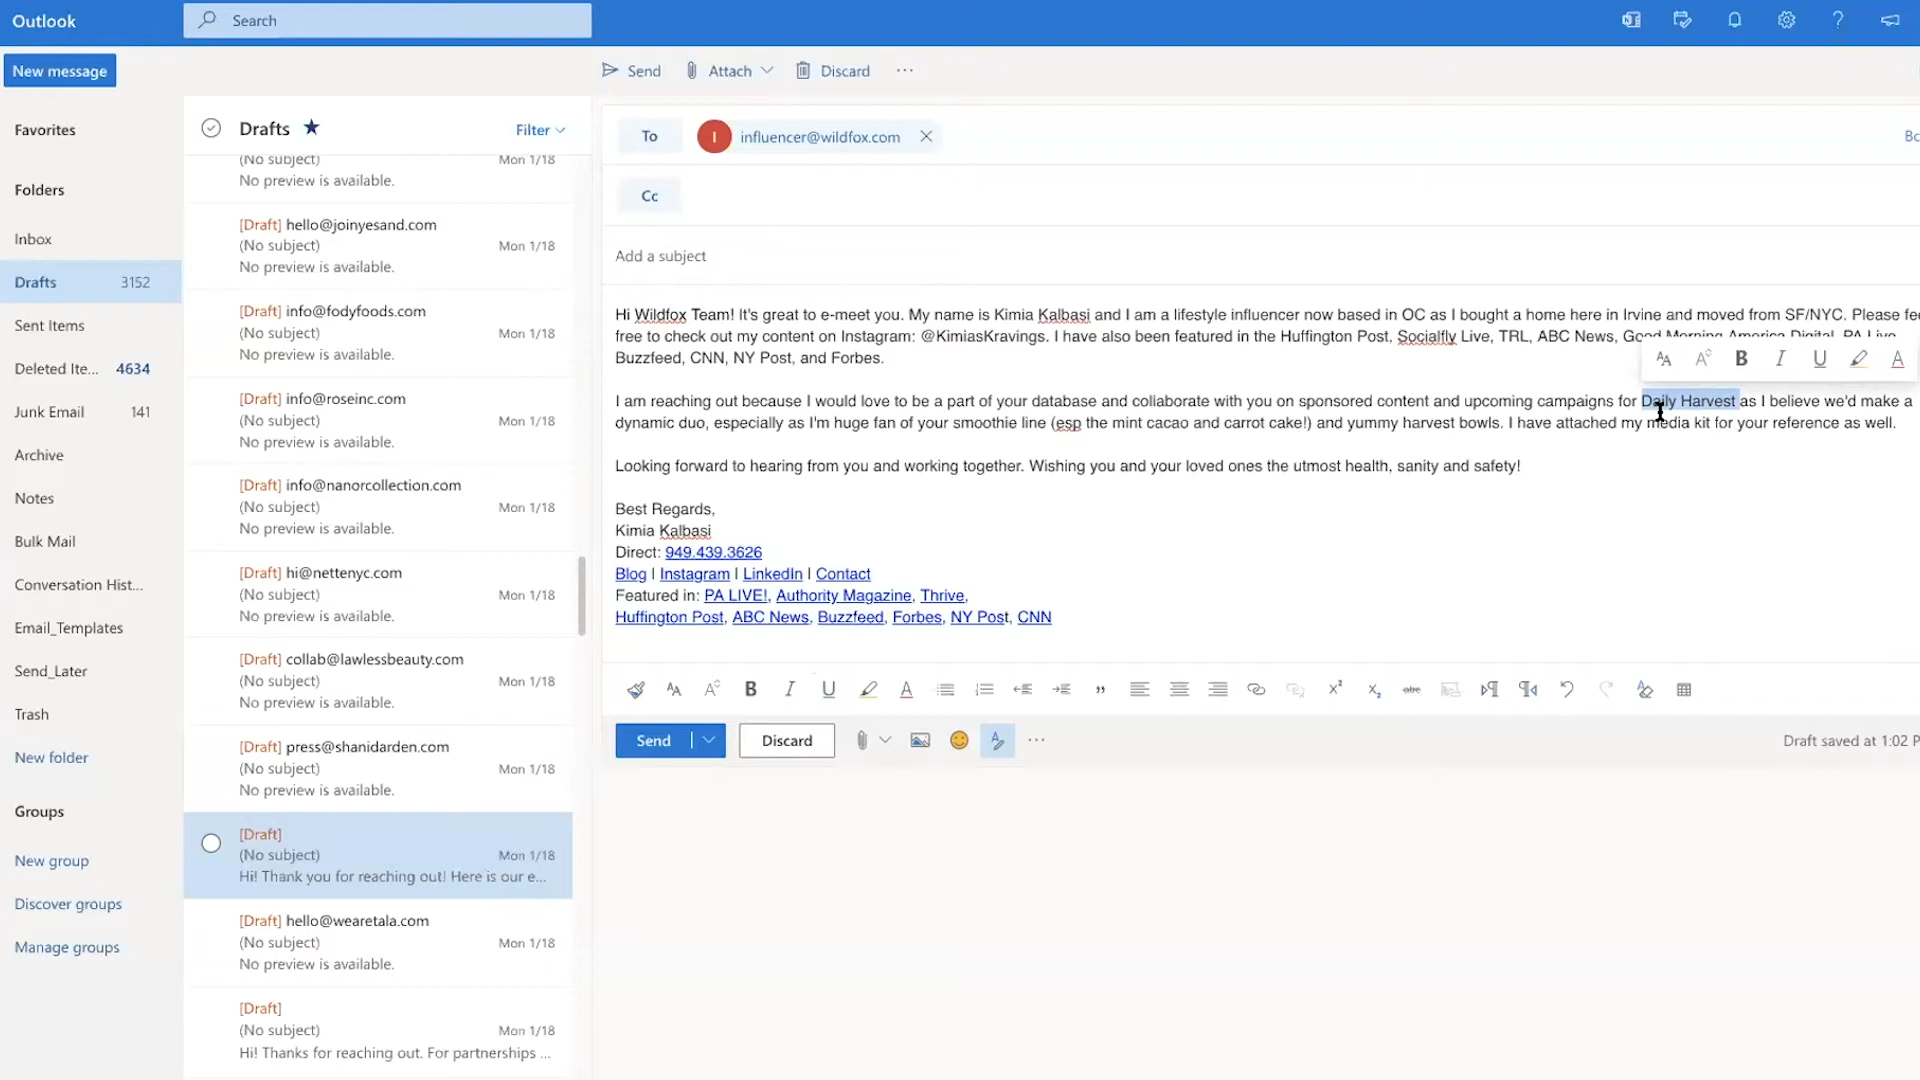 Outlook
Search
New message
Send
Attach
Discard
Favorites
Folders
Inbox
Drafts 3152
Sent Items
Deleted Ite... 4634
Junk Email 141
Archive
Notes
Bulk Mail
Conversation Hist...
Email_Templates
Send_Later
Trash
New folder
Groups
New group
Discover groups
Manage groups
Drafts
Filter
(No subject) Mon 1/18
No preview is available.
[Draft] hello@joinyesand.com
(No subject) Mon 1/18
No preview is available.
[Draft] info@fodyfoods.com
(No subject) Mon 1/18
No preview is available.
[Draft] info@roseinc.com
(No subject) Mon 1/18
No preview is available.
[Draft] info@nanorcollection.com
(No subject) Mon 1/18
No preview is available.
[Draft] hi@nettenyc.com
(No subject) Mon 1/18
No preview is available.
[Draft] collab@lawlessbeauty.com
(No subject) Mon 1/18
No preview is available.
[Draft] press@shanidarden.com
(No subject) Mon 1/18
No preview is available.
[Draft]
(No subject) Mon 1/18
Hi! Thank you for reaching out! Here is our e...
[Draft] hello@wearetala.com
(No subject) Mon 1/18
No preview is available.
[Draft]
(No subject) Mon 1/18
Hi! Thanks for reaching out. For partnerships ...
To I influencer@wildfox.com Bc
Cc
Add a subject
Hi Wildfox Team! It's great to e-meet you. My name is Kimia Kalbasi and I am a lifestyle influencer now based in OC as I bought a home here in Irvine and moved from SF/NYC. Please fee
free to check out my content on Instagram: @KimiasKravings. I have also been featured in the Huffington Post, Socialfly Live, TRL, ABC News, Good Morning America Digital, PA Live
Buzzfeed, CNN, NY Post, and Forbes.
I am reaching out because I would love to be a part of your database and collaborate with you on sponsored content and upcoming campaigns for Daily Harvest as I believe we'd make a
dynamic duo, especially as I'm huge fan of your smoothie line (esp the mint cacao and carrot cake!) and yummy harvest bowls. I have attached my media kit for your reference as well.
Looking forward to hearing from you and working together. Wishing you and your loved ones the utmost health, sanity and safety!
Best Regards,
Kimia Kalbasi
Direct: 949.439.3626
Blog | Instagram | LinkedIn | Contact
Featured in: PA LIVE!, Authority Magazine, Thrive,
Huffington Post, ABC News, Buzzfeed, Forbes, NY Post, CNN
Send
Discard
Draft saved at 1:02 P